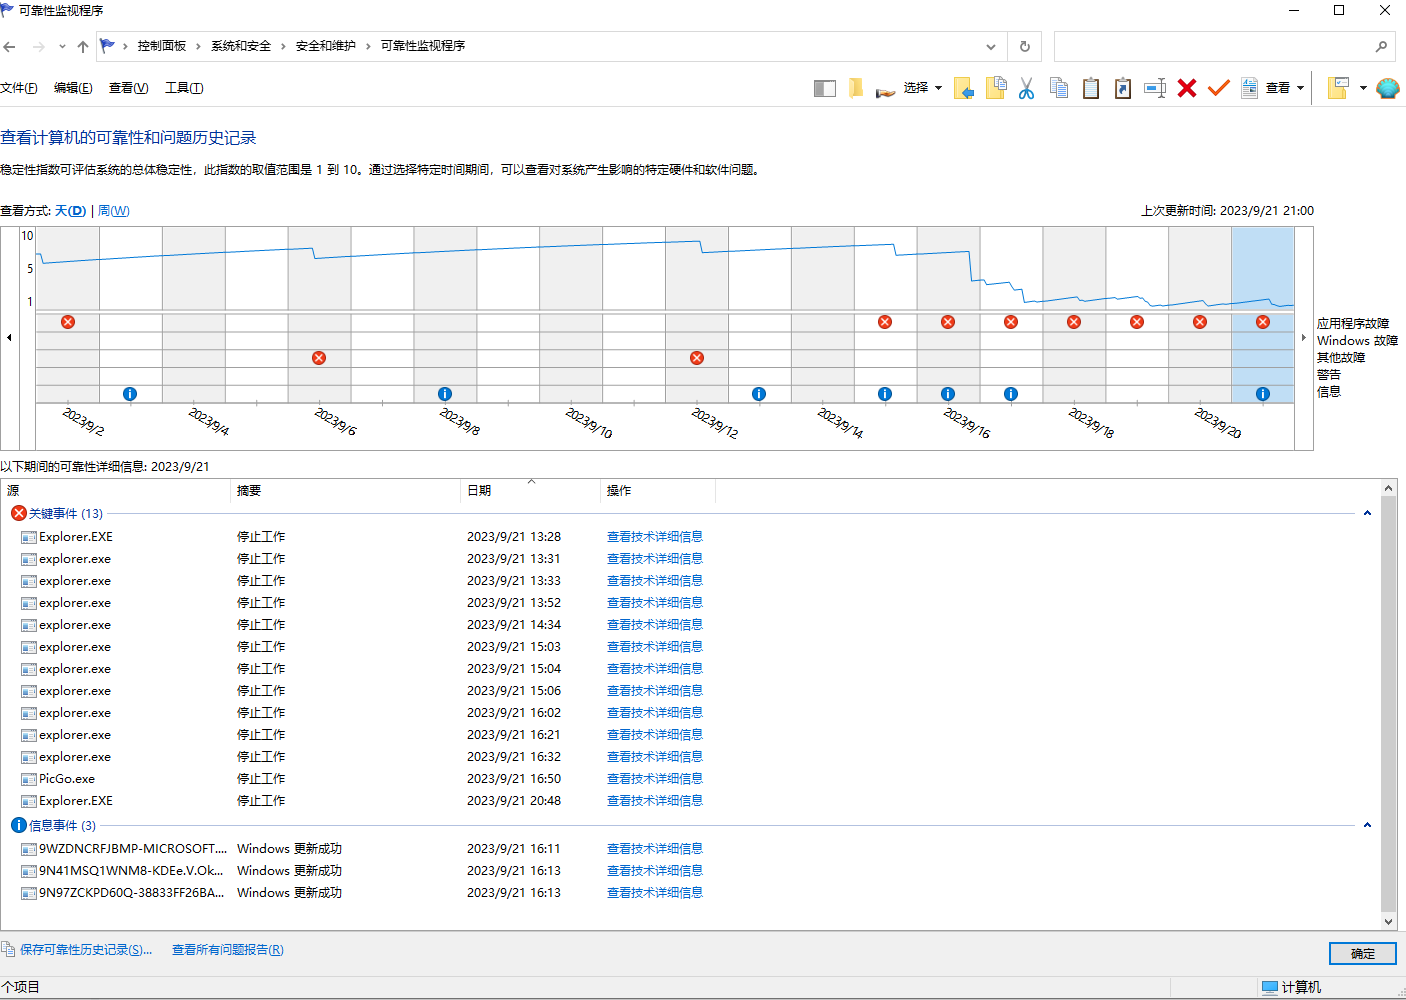 可靠性监视程序
控制面板 › 系统和安全 › 安全和维护 › 可靠性监视程序
文件(F) 编辑(E) 查看(V) 工具(T) 选择 查看
查看计算机的可靠性和问题历史记录
稳定性指数可评估系统的总体稳定性，此指数的取值范围是 1 到 10。通过选择特定时间期间，可以查看对系统产生影响的特定硬件和软件问题。
查看方式: 天(D) | 周(W) 上次更新时间: 2023/9/21 21:00
10
5
1
应用程序故障
Windows 故障
其他故障
警告
信息
2023/9/2 2023/9/4 2023/9/6 2023/9/8 2023/9/10 2023/9/12 2023/9/14 2023/9/16 2023/9/18 2023/9/20
以下期间的可靠性详细信息: 2023/9/21
源 摘要 日期 操作
关键事件 (13)
Explorer.EXE 停止工作 2023/9/21 13:28 查看技术详细信息
explorer.exe 停止工作 2023/9/21 13:31 查看技术详细信息
explorer.exe 停止工作 2023/9/21 13:33 查看技术详细信息
explorer.exe 停止工作 2023/9/21 13:52 查看技术详细信息
explorer.exe 停止工作 2023/9/21 14:34 查看技术详细信息
explorer.exe 停止工作 2023/9/21 15:03 查看技术详细信息
explorer.exe 停止工作 2023/9/21 15:04 查看技术详细信息
explorer.exe 停止工作 2023/9/21 15:06 查看技术详细信息
explorer.exe 停止工作 2023/9/21 16:02 查看技术详细信息
explorer.exe 停止工作 2023/9/21 16:21 查看技术详细信息
explorer.exe 停止工作 2023/9/21 16:32 查看技术详细信息
PicGo.exe 停止工作 2023/9/21 16:50 查看技术详细信息
Explorer.EXE 停止工作 2023/9/21 20:48 查看技术详细信息
信息事件 (3)
9WZDNCRFJBMP-MICROSOFT.... Windows 更新成功 2023/9/21 16:11 查看技术详细信息
9N41MSQ1WNM8-KDEe.V.Ok... Windows 更新成功 2023/9/21 16:13 查看技术详细信息
9N97ZCKPD60Q-38833FF26BA... Windows 更新成功 2023/9/21 16:13 查看技术详细信息
保存可靠性历史记录(S)... 查看所有问题报告(R) 确定
个项目 计算机